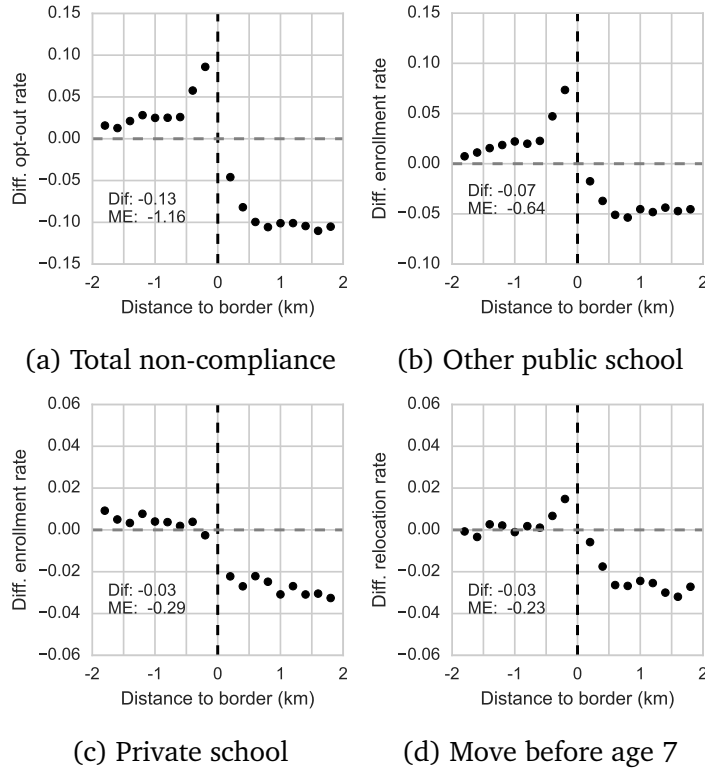 0.15
0.10
0.05
0.00
−0.05
−0.10
−0.15
Diff. opt-out rate
Dif: -0.13
ME: -1.16
-2 -1 0 1 2
Distance to border (km)
(a) Total non-compliance
0.15
0.10
0.05
0.00
−0.05
−0.10
Diff. enrollment rate
Dif: -0.07
ME: -0.64
-2 -1 0 1 2
Distance to border (km)
(b) Other public school
0.06
0.04
0.02
0.00
−0.02
−0.04
−0.06
Diff. enrollment rate
Dif: -0.03
ME: -0.29
-2 -1 0 1 2
Distance to border (km)
(c) Private school
0.06
0.04
0.02
0.00
−0.02
−0.04
−0.06
Diff. relocation rate
Dif: -0.03
ME: -0.23
-2 -1 0 1 2
Distance to border (km)
(d) Move before age 7